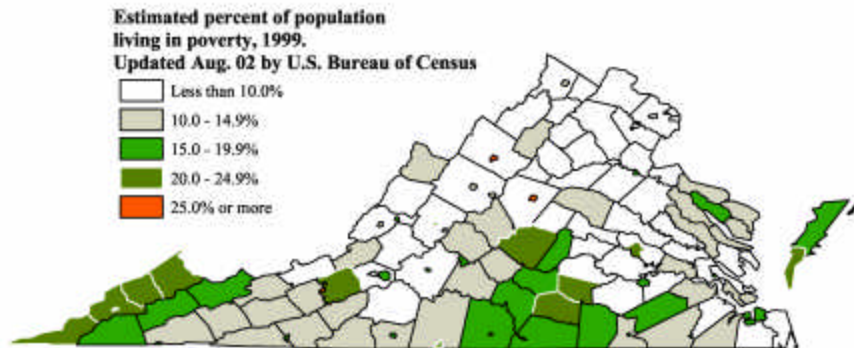 Estimated percent of population
living in poverty, 1999.
Updated Aug. 02 by U.S. Bureau of Census
Less than 10.0%
10.0 - 14.9%
15.0 - 19.9%
20.0 - 24.9%
25.0% or more